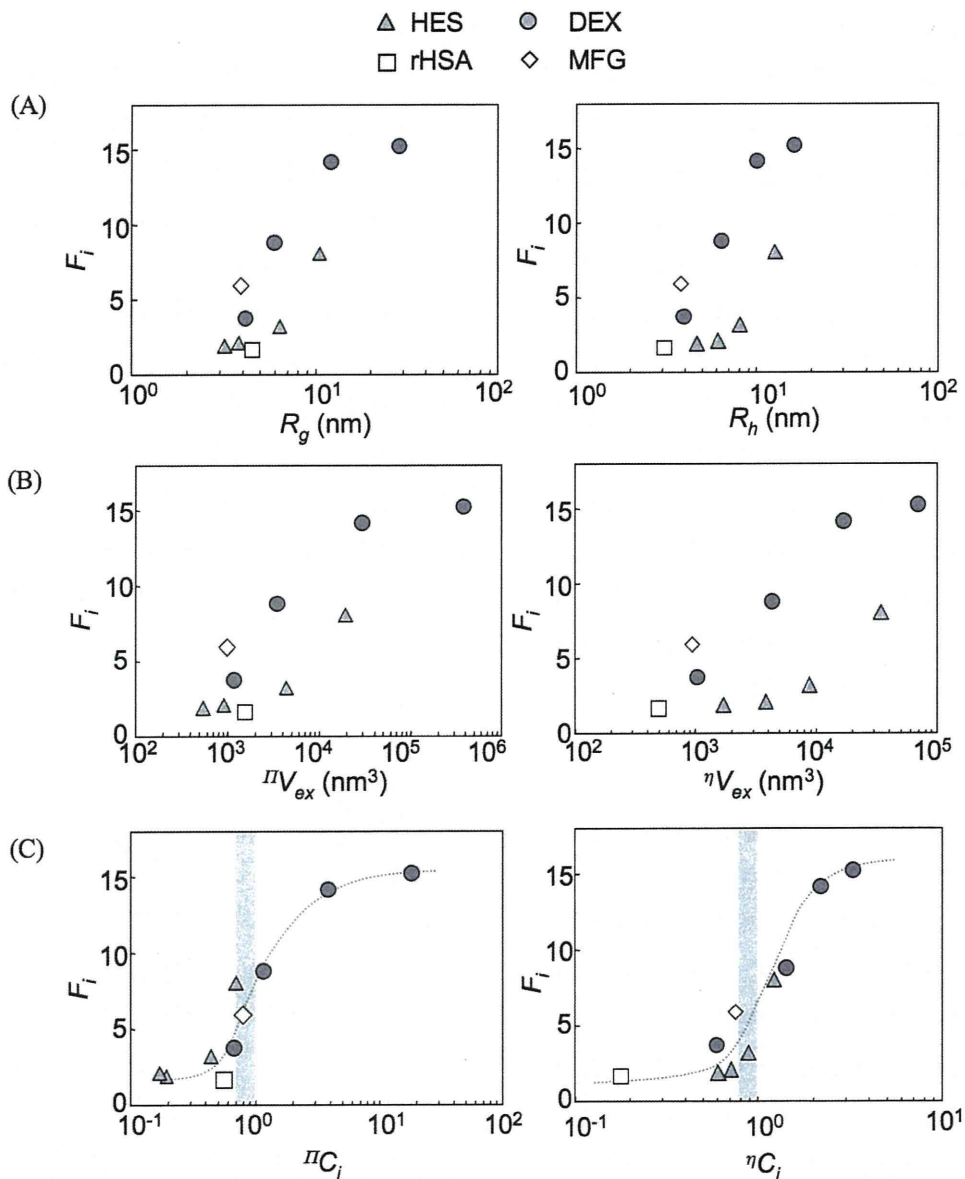 HES DEX
rHSA MFG
(A)
15
10
5
0
F_i
10^0 10^1 10^2
R_g (nm)
15
10
5
0
F_i
10^0 10^1 10^2
R_h (nm)
(B)
15
10
5
0
F_i
10^2 10^3 10^4 10^5 10^6
^ΠV_ex (nm^3)
15
10
5
0
F_i
10^2 10^3 10^4 10^5
^ηV_ex (nm^3)
(C)
15
10
5
0
F_i
10^-1 10^0 10^1 10^2
^ΠC_i
15
10
5
0
F_i
10^-1 10^0 10^1
^ηC_i